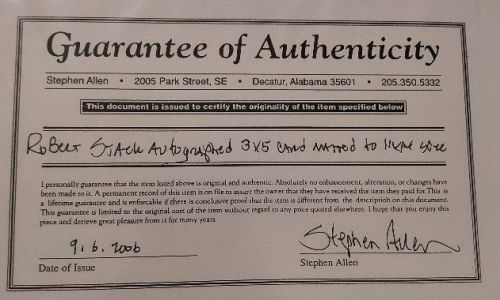 Guarantee of Authenticity
Stephen Allen • 2005 Park Street, SE • Decatur, Alabama 35601 • 205.350.5332
This document is issued to certify the originality of the item specified below
Robert Stack Autographed 3x5 card matted to
I personally guarantee that the item listed above is original and authentic. Absolutely no enhancement, alteration, or changes have
been made to it. A permanent record of this item is on file to assure the owner that they have received the item they paid for. This is
a lifetime guarantee and is enforcable if there is conclusive proof that the item is different from the description on this document.
This guarantee is limited to the original cost of the item without regard to any price quoted elsewhere. I hope that you enjoy this
piece and derieve great pleasure from it for many years.
9. 6. 2006
Stephen Allen
Date of Issue
Stephen Allen